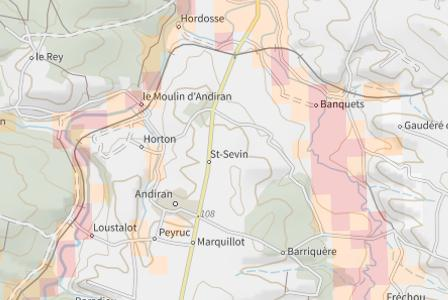 Hordosse
le Rey
le Moulin d'Andiran
Banquets
n
Gaudéré
Horton
St-Sevin
Andiran
108
Loustalot
Peyruc
Marquillot
Barriquère
Fréchou